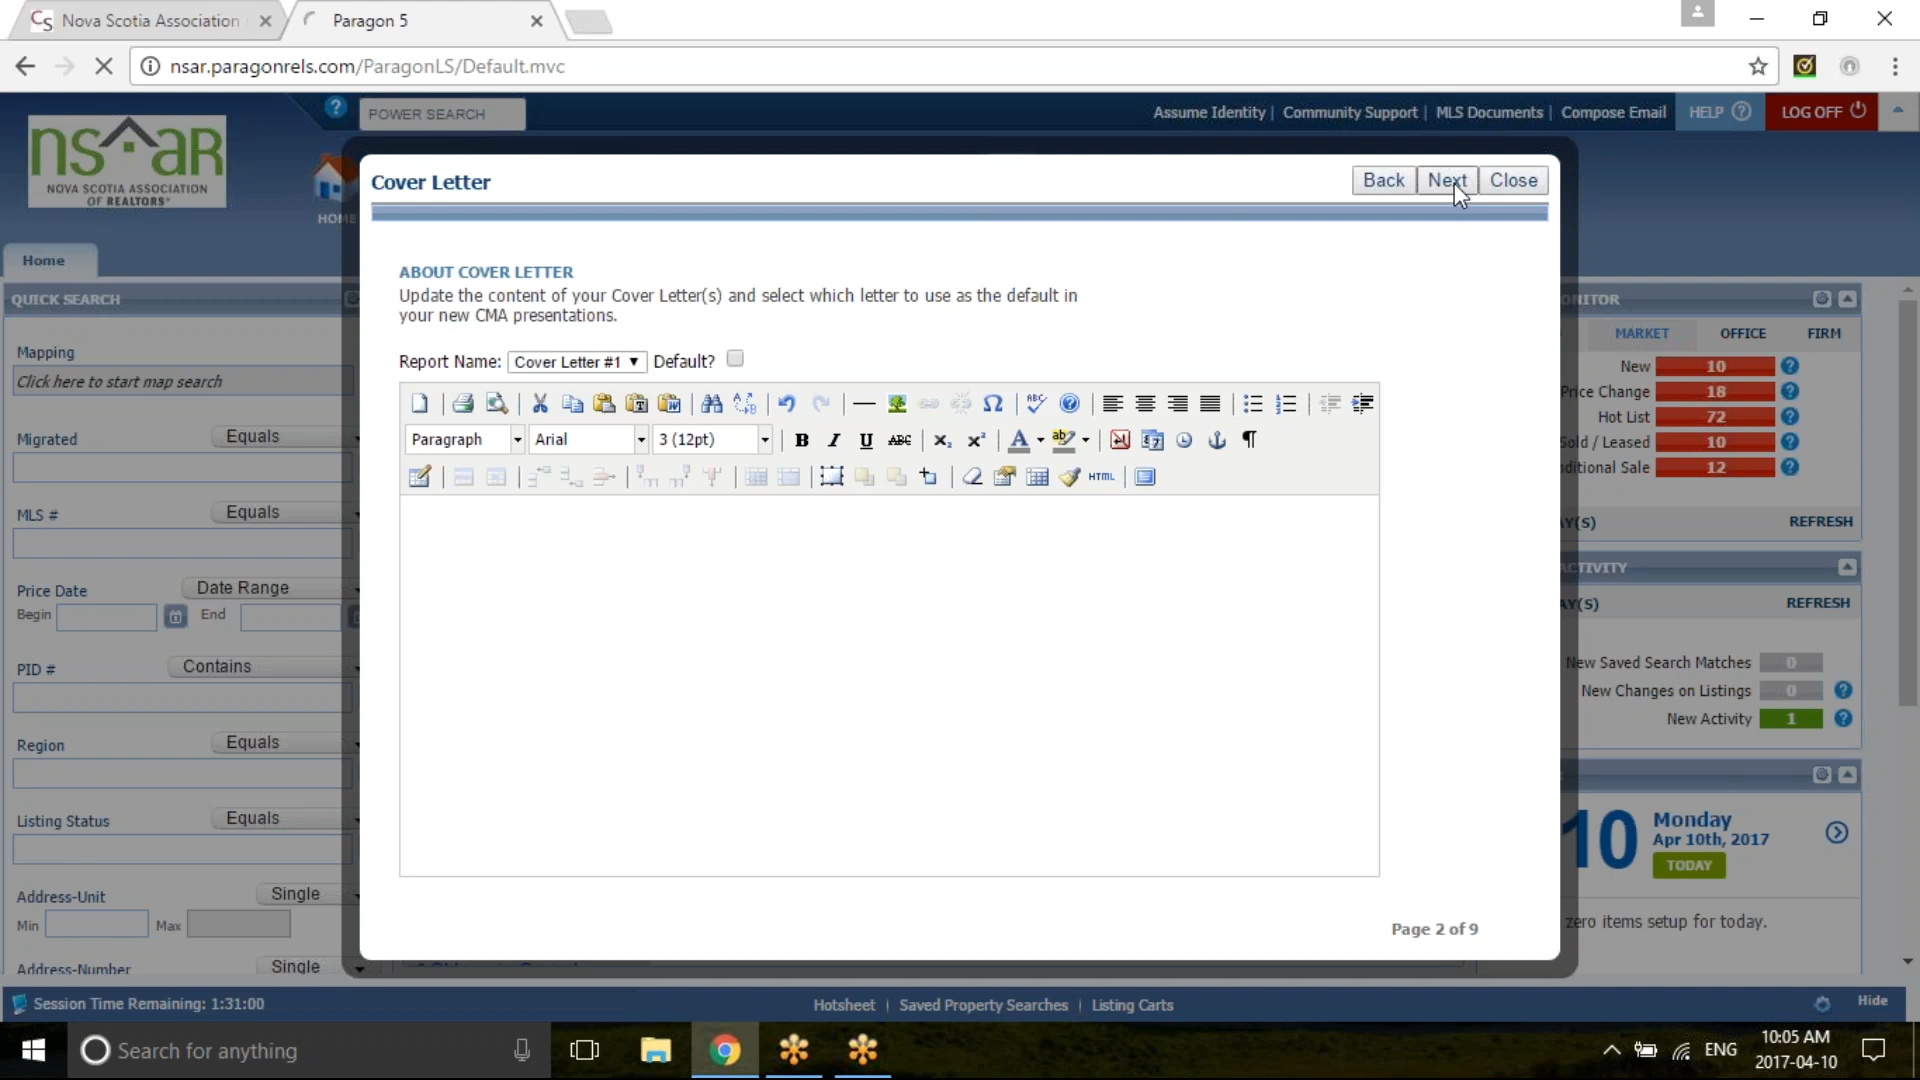 Nova Scotia Association
Paragon 5
nsar.paragonrels.com/ParagonLS/Default.mvc
POWER SEARCH
Assume Identity | Community Support | MLS Documents | Compose Email
HELP
LOG OFF
nsaR
NOVA SCOTIA ASSOCIATION
OF REALTORS®
HOME
Home
Cover Letter
Back
Next
Close
ABOUT COVER LETTER
Update the content of your Cover Letter(s) and select which letter to use as the default in
your new CMA presentations.
Report Name: Cover Letter #1 Default?
Paragraph
Arial
3 (12pt)
B I U ABC
HTML
Page 2 of 9
QUICK SEARCH
Mapping
Click here to start map search
Migrated Equals
MLS # Equals
Price Date Date Range
Begin End
PID # Contains
Region Equals
Listing Status Equals
Address-Unit Single
Min Max
Address-Number Single
MARKET OFFICE FIRM
New 10
Price Change 18
Hot List 72
Sold / Leased 10
12
REFRESH
REFRESH
New Saved Search Matches 0
New Changes on Listings 0
New Activity 1
10
Monday
Apr 10th, 2017
TODAY
zero items setup for today.
Session Time Remaining: 1:31:00
Hotsheet | Saved Property Searches | Listing Carts
Hide
Search for anything
ENG
10:05 AM
2017-04-10